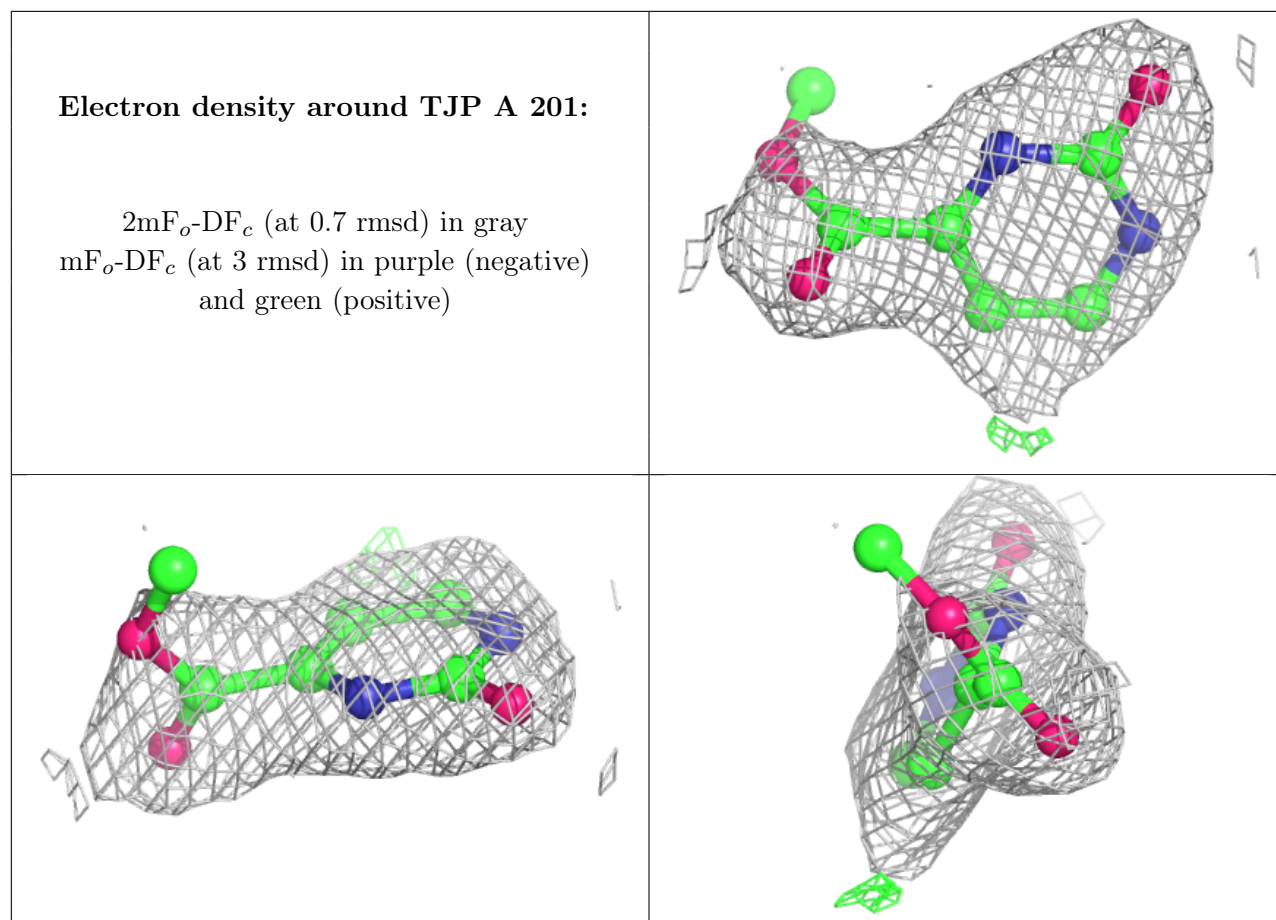 Electron density around TJP A 201:
2mFo-DFc (at 0.7 rmsd) in gray
mFo-DFc (at 3 rmsd) in purple (negative)
and green (positive)